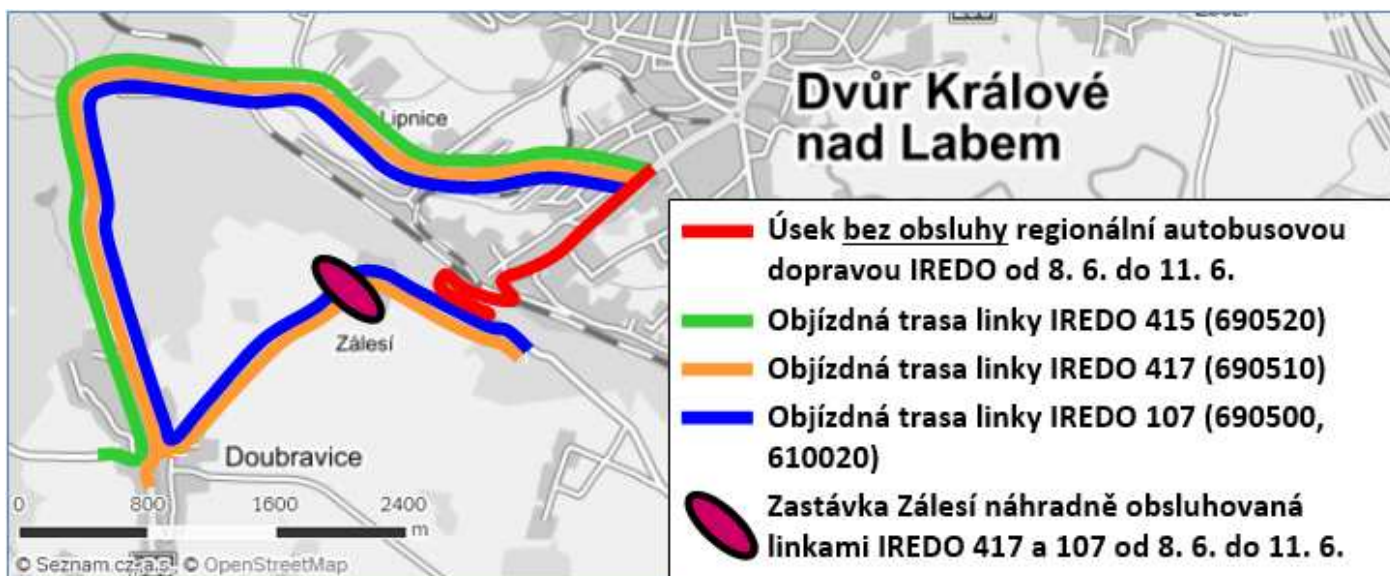 Lipnice
Dvůr Králové
nad Labem
Zálesí
Doubravice
0 800 1600 2400
m
© Seznam.cz, a.s., © OpenStreetMap
Úsek bez obsluhy regionální autobusovou
dopravou IREDO od 8. 6. do 11. 6.
Objízdná trasa linky IREDO 415 (690520)
Objízdná trasa linky IREDO 417 (690510)
Objízdná trasa linky IREDO 107 (690500,
610020)
Zastávka Zálesí náhradně obsluhovaná
linkami IREDO 417 a 107 od 8. 6. do 11. 6.